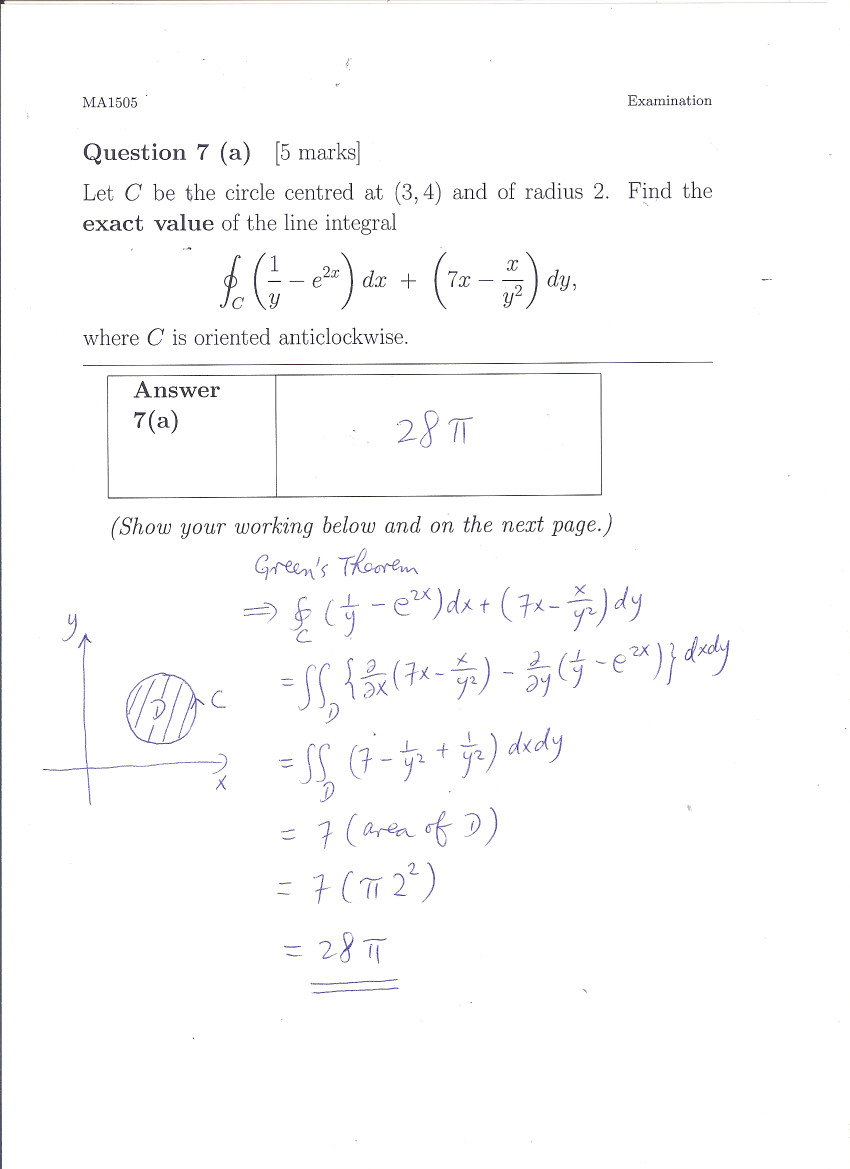 MA1505 Examination
Question 7 (a) [5 marks]
Let C be the circle centred at (3, 4) and of radius 2. Find the
exact value of the line integral
∮_C (1/y − e^{2x}) dx + (7x − x/y²) dy,
where C is oriented anticlockwise.
Answer
7(a)
28π
(Show your working below and on the next page.)
Green's Theorem
⟹ ∮_C (1/y − e^{2x}) dx + (7x − x/y²) dy
y
= ∬_D {∂/∂x (7x − x/y²) − ∂/∂y (1/y − e^{2x})} dxdy
D C
= ∬_D (7 − 1/y² + 1/y²) dxdy
x
= 7 (area of D)
= 7 (π2²)
= 28π